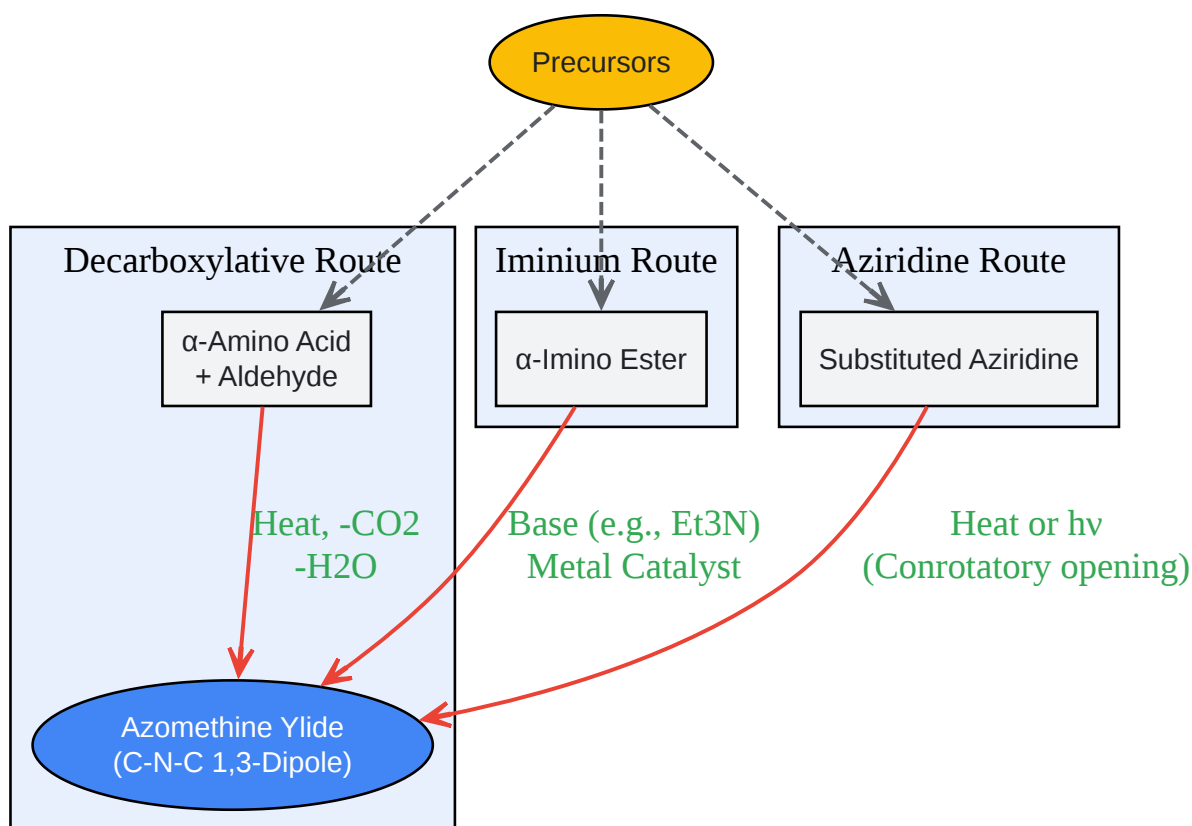 Precursors
Decarboxylative Route
Iminium Route
Aziridine Route
α-Amino Acid
+ Aldehyde
α-Imino Ester
Substituted Aziridine
Heat, -CO2
-H2O
Base (e.g., Et3N)
Metal Catalyst
Heat or hν
(Conrotatory opening)
Azomethine Ylide
(C-N-C 1,3-Dipole)